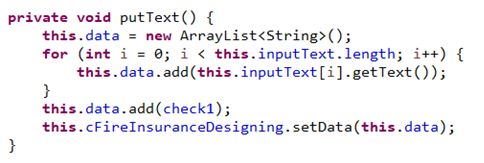 private void putText() {
    this.data = new ArrayList<String>();
    for (int i = 0; i < this.inputText.length; i++) {
        this.data.add(this.inputText[i].getText());
    }
    this.data.add(check1);
    this.cFireInsuranceDesigning.setData(this.data);
}